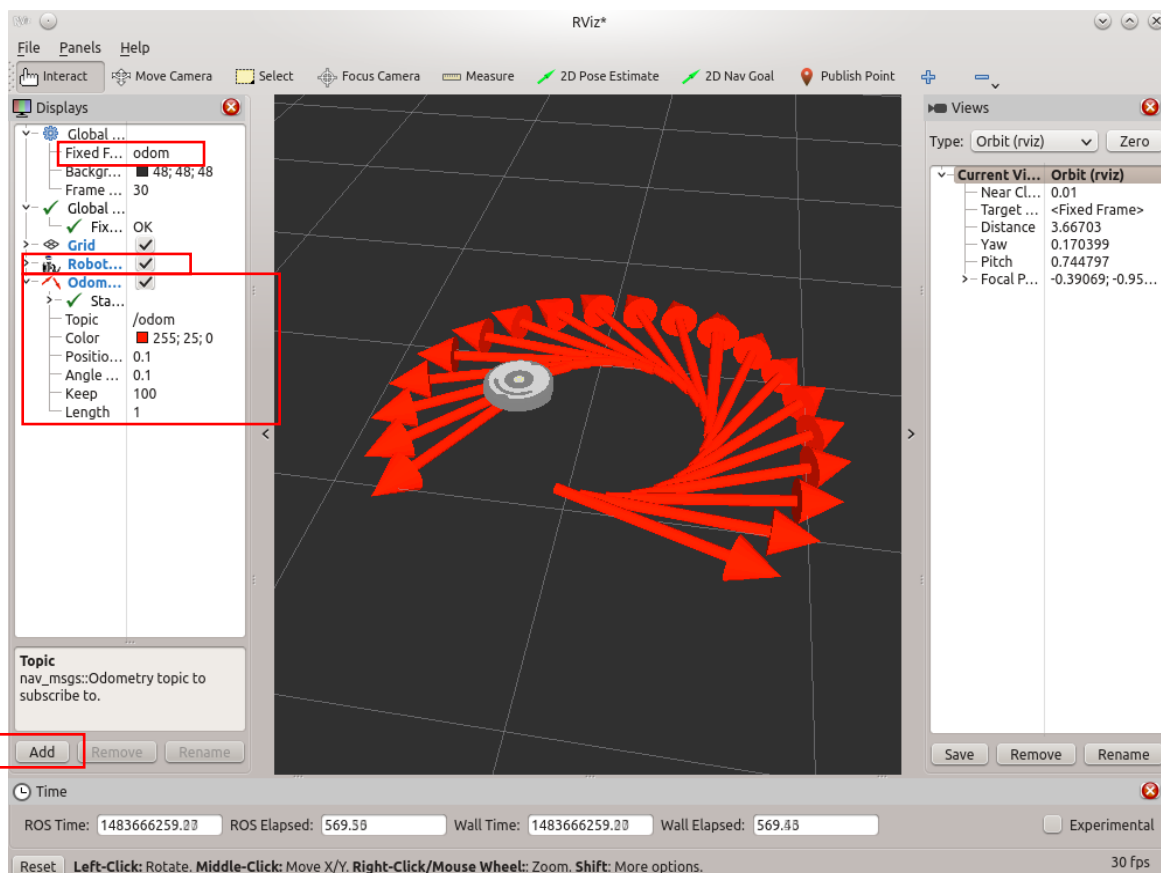 RViz*
File Panels Help
Interact Move Camera Select Focus Camera Measure 2D Pose Estimate 2D Nav Goal Publish Point
Displays
Global ...
Fixed F... odom
Backgr... 48; 48; 48
Frame ... 30
Global ...
Fix... OK
Grid
Robot...
Odom...
Sta...
Topic /odom
Color 255; 25; 0
Positio... 0.1
Angle ... 0.1
Keep 100
Length 1
Topic
nav_msgs::Odometry topic to
subscribe to.
Add Remove Rename
Views
Type: Orbit (rviz) Zero
Current Vi... Orbit (rviz)
Near Cl... 0.01
Target ... <Fixed Frame>
Distance 3.66703
Yaw 0.170399
Pitch 0.744797
Focal P... -0.39069; -0.95...
Save Remove Rename
Time
ROS Time: ROS Elapsed: Wall Time: Wall Elapsed: Experimental
Reset Left-Click: Rotate. Middle-Click: Move X/Y. Right-Click/Mouse Wheel:: Zoom. Shift: More options. 30 fps